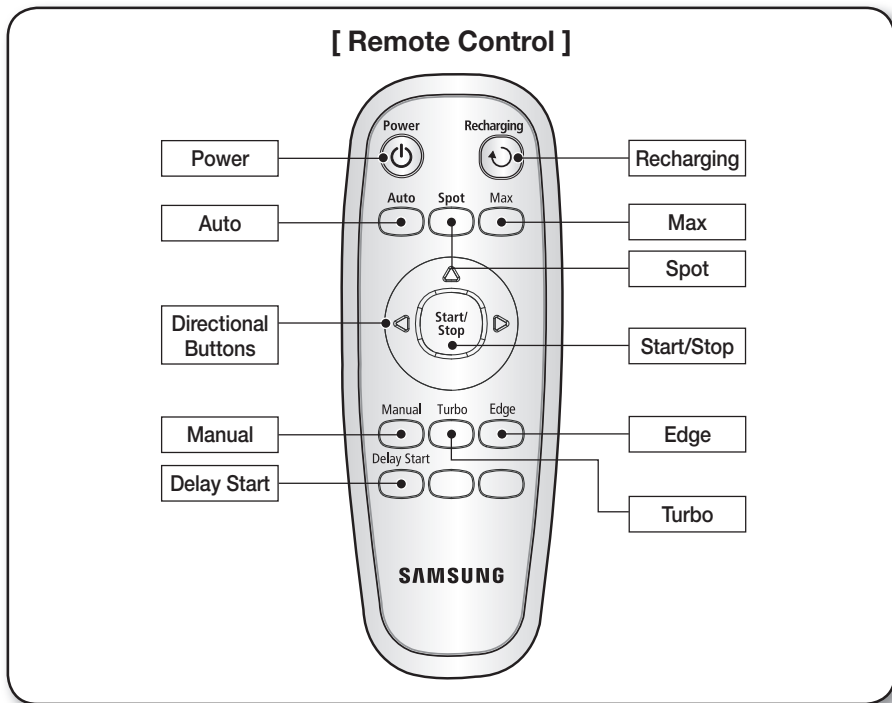 [ Remote Control ]
Power
Recharging
Power
Recharging
Auto
Spot
Max
Auto
Max
Spot
Directional
Buttons
Start/
Stop
Start/Stop
Manual
Turbo
Edge
Manual
Edge
Delay Start
Delay Start
Turbo
SAMSUNG